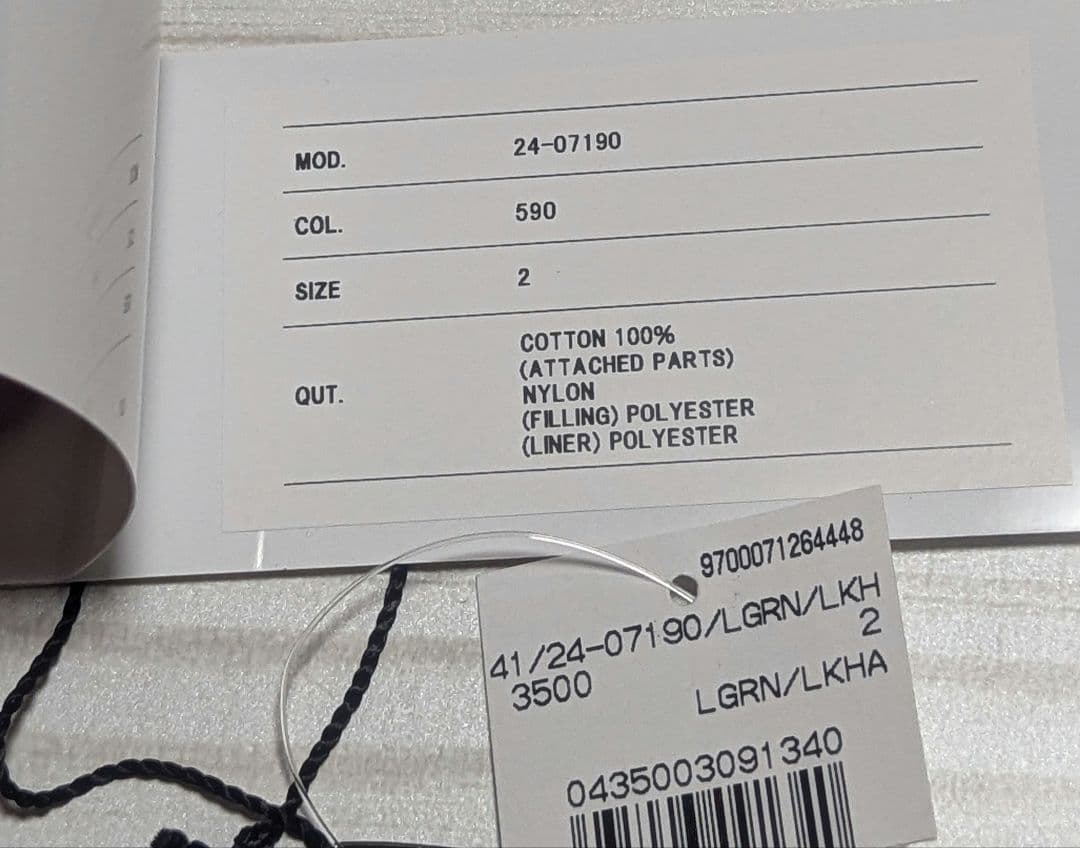 MOD. 24-07190
COL. 590
SIZE 2
QUT. COTTON 100%
(ATTACHED PARTS)
NYLON
(FILLING) POLYESTER
(LINER) POLYESTER
9700071264448
41/24-07190/LGRN/LKH
3500 2
LGRN/LKHA
0435003091340